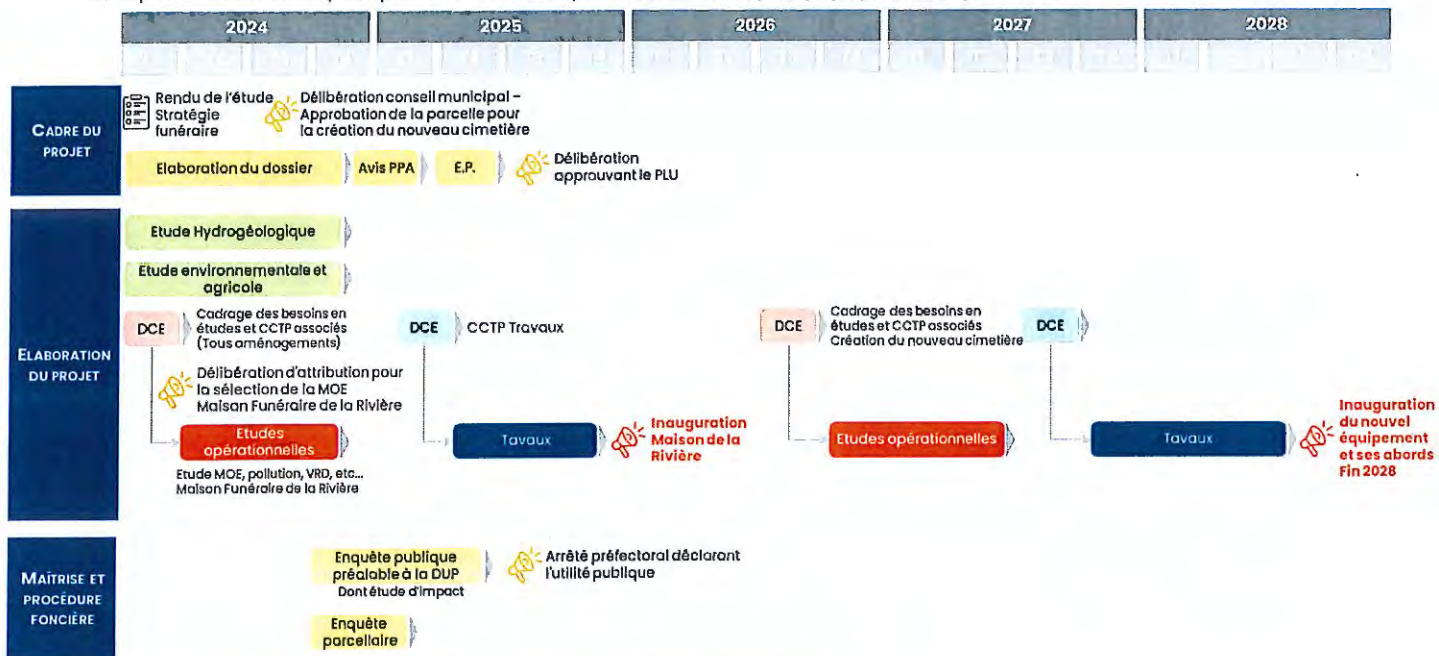 2024
2025
2026
2027
2028
CADRE DU
PROJET
Rendu de l'étude
Stratégie
funéraire
Délibération conseil municipal –
Approbation de la parcelle pour
la création du nouveau cimetière
Elaboration du dossier
Avis PPA
E.P.
Délibération
approuvant le PLU
ELABORATION
DU PROJET
Etude Hydrogéologique
Etude environnementale et
agricole
DCE
Cadrage des besoins en
études et CCTP associés
(Tous aménagements)
DCE
CCTP Travaux
DCE
Cadrage des besoins en
études et CCTP associés
Création du nouveau cimetière
DCE
Délibération d'attribution pour
la sélection de la MOE
Maison Funéraire de la Rivière
Etudes
opérationnelles
Etude MOE, pollution, VRD, etc...
Maison Funéraire de la Rivière
Tavaux
Inauguration
Maison de la
Rivière
Etudes opérationnelles
Tavaux
Inauguration
du nouvel
équipement
et ses abords
Fin 2028
MAÎTRISE ET
PROCÉDURE
FONCIÈRE
Enquête publique
préalable à la DUP
Dont étude d'impact
Arrêté préfectoral déclarant
l'utilité publique
Enquête
parcellaire